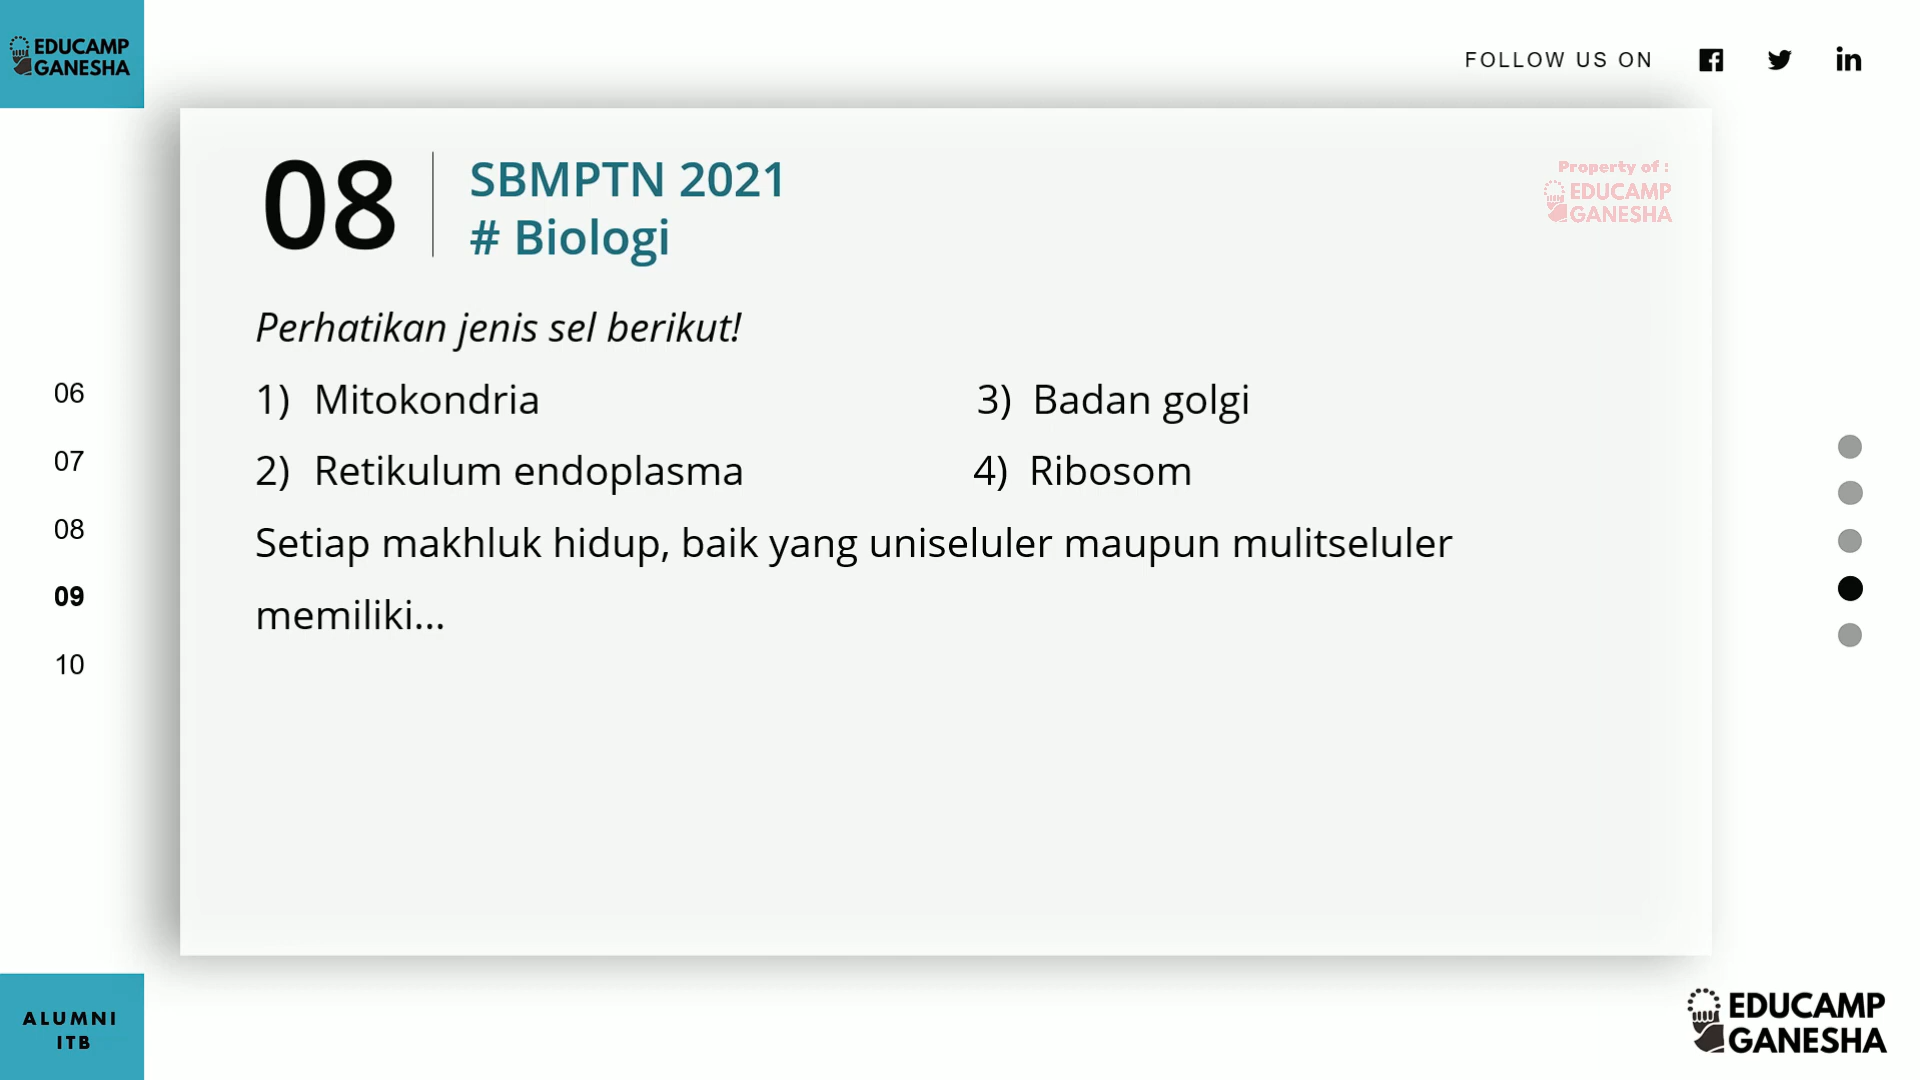 EDUCAMP
GANESHA
FOLLOW US ON
08
SBMPTN 2021
# Biologi
Property of :
EDUCAMP
GANESHA
Perhatikan jenis sel berikut!
1) Mitokondria
3) Badan golgi
2) Retikulum endoplasma
4) Ribosom
Setiap makhluk hidup, baik yang uniseluler maupun mulitseluler
memiliki...
06
07
08
09
10
ALUMNI
ITB
EDUCAMP
GANESHA